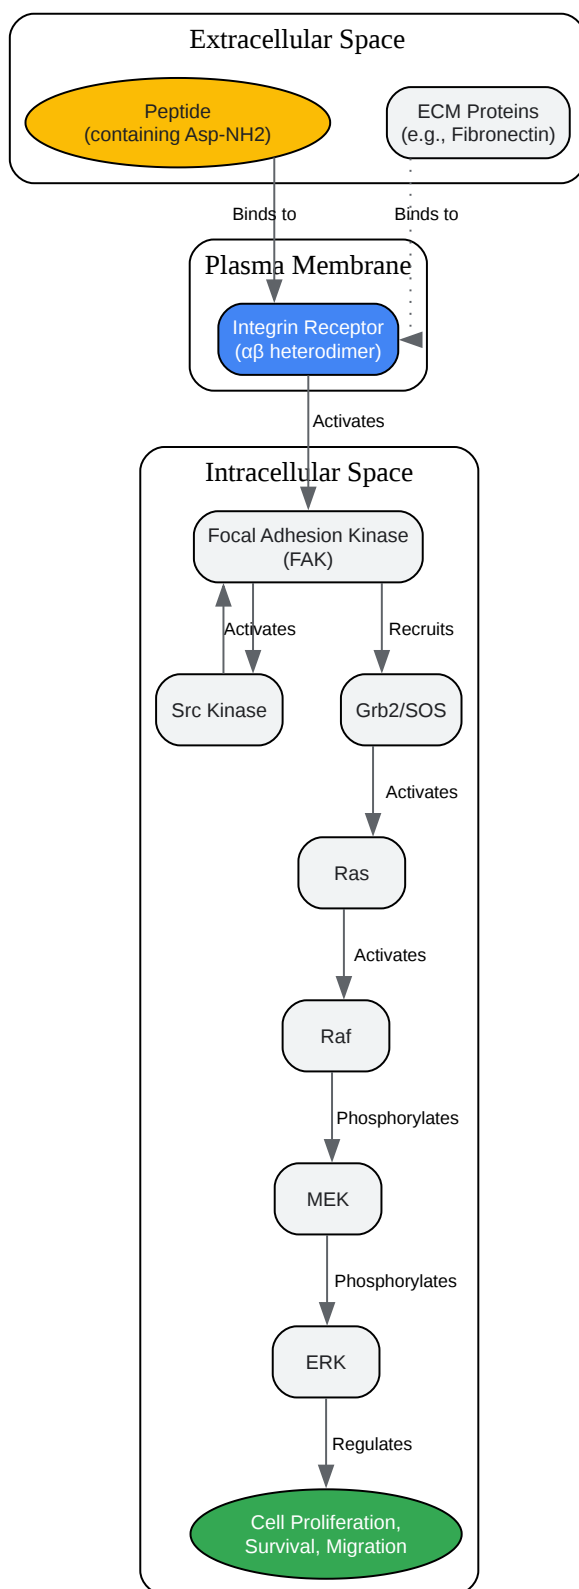 Extracellular Space
Peptide
(containing Asp-NH2)
ECM Proteins
(e.g., Fibronectin)
Binds to
Binds to
Plasma Membrane
Integrin Receptor
(αβ heterodimer)
Activates
Intracellular Space
Focal Adhesion Kinase
(FAK)
Activates
Recruits
Src Kinase
Grb2/SOS
Activates
Ras
Activates
Raf
Phosphorylates
MEK
Phosphorylates
ERK
Regulates
Cell Proliferation,
Survival, Migration